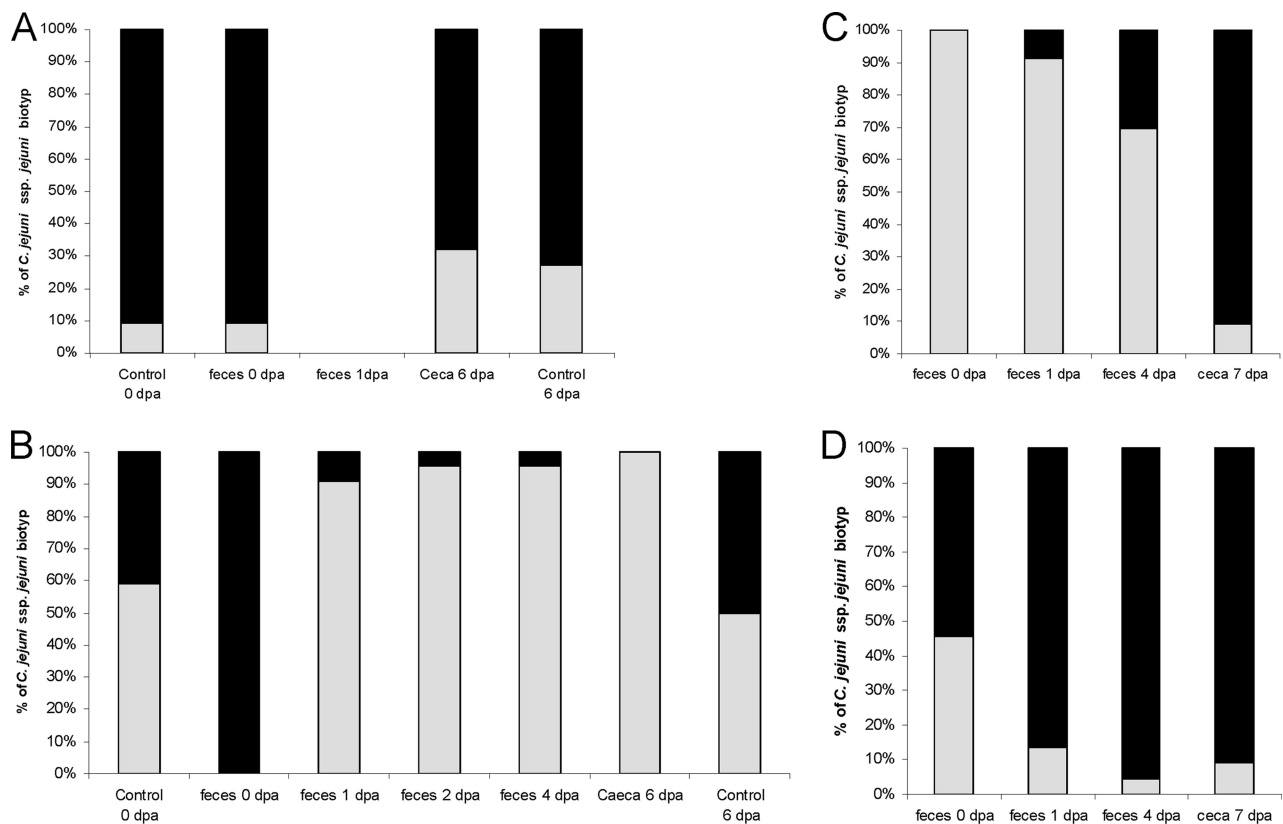 A
% of C. jejuni ssp. jejuni biotyp
100%
90%
80%
70%
60%
50%
40%
30%
20%
10%
0%
Control
0 dpa
feces 0 dpa
feces 1dpa
Ceca 6 dpa
Control
6 dpa
C
% of C. jejuni ssp. jejuni biotyp
100%
90%
80%
70%
60%
50%
40%
30%
20%
10%
0%
feces 0 dpa
feces 1 dpa
feces 4 dpa
ceca 7 dpa
B
% of C. jejuni ssp. jejuni biotyp
100%
90%
80%
70%
60%
50%
40%
30%
20%
10%
0%
Control
0 dpa
feces 0 dpa
feces 1 dpa
feces 2 dpa
feces 4 dpa
Caeca 6 dpa
Control
6 dpa
D
% of C. jejuni ssp. jejuni biotyp
100%
90%
80%
70%
60%
50%
40%
30%
20%
10%
0%
feces 0 dpa
feces 1 dpa
feces 4 dpa
ceca 7 dpa